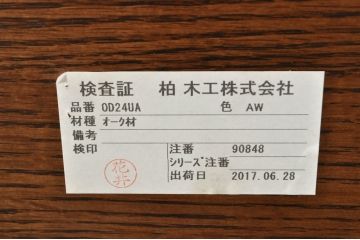 検査証 柏木工株式会社
品番 OD24UA 色 AW
材種 オーク材
備考
検印 注番 90848
花井 シリーズ注番
出荷日 2017.06.28